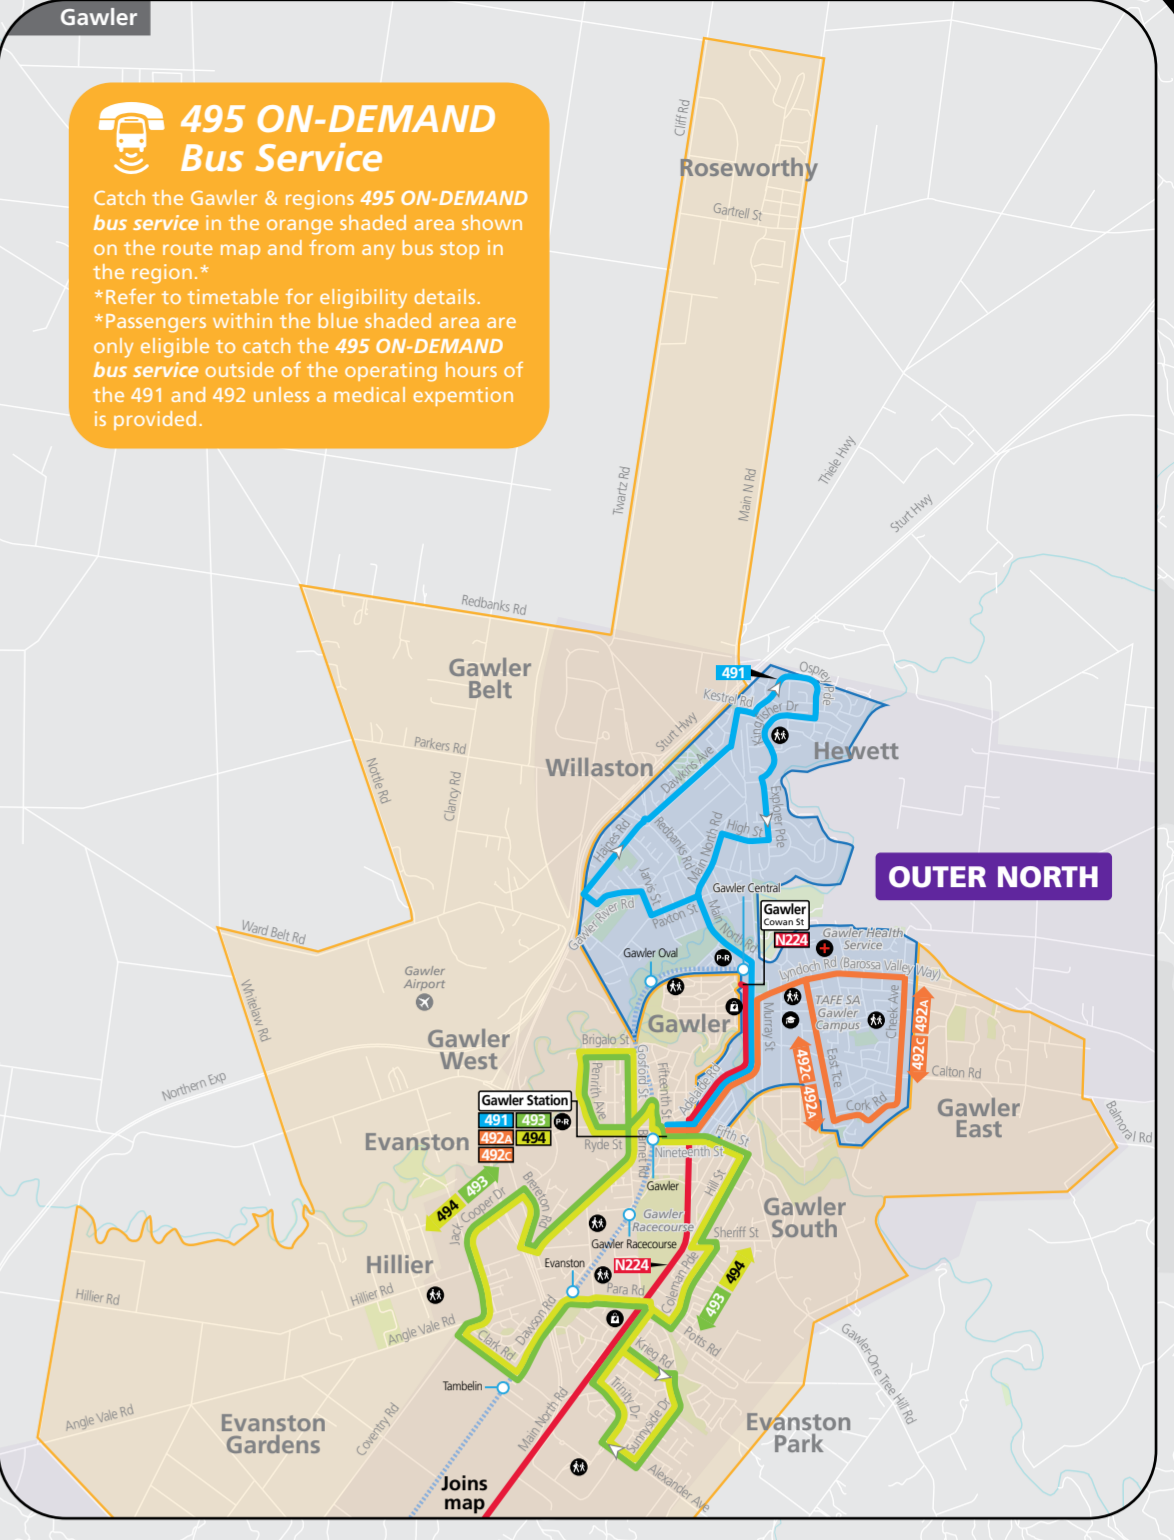 Gawler
495 ON-DEMAND
Bus Service
Catch the Gawler & regions 495 ON-DEMAND
bus service in the orange shaded area shown
on the route map and from any bus stop in
the region.*
*Refer to timetable for eligibility details.
*Passengers within the blue shaded area are
only eligible to catch the 495 ON-DEMAND
bus service outside of the operating hours of
the 491 and 492 unless a medical expemtion
is provided.
Cliff Rd
Roseworthy
Gartrell St
Thiele Hwy
Twartz Rd
Main N Rd
Sturt Hwy
Redbanks Rd
Gawler
Belt
491
Osprey Pde
Kestrel Rd
Kingfisher Dr
Sturt Hwy
Parkers Rd
Hewett
Willaston
Dawkins Ave
Nottle Rd
Clancy Rd
Explorer Pde
Haines Rd
Redbanks Rd
Main North Rd
High St
OUTER NORTH
Jarvis St
Gawler Central
Gawler River Rd
Paxton St
Main North Rd
Gawler
Cowan St
N224
Ward Belt Rd
Gawler Health
Service
Gawler Oval
P-R
Lyndoch Rd (Barossa Valley Way)
Gawler
Airport
Whitelaw Rd
TAFE SA
Gawler
Campus
Cheek Ave
492C 492A
Gawler
Murray St
Gawler
West
Brigalo St
East Tce
492C 492A
Gosford St
Fifteenth St
Penrith Ave
Adelaide Rd
Calton Rd
Northern Exp
Cork Rd
Gawler
East
Balmoral Rd
Gawler Station
491 493 P-R
492A 494
492C
Evanston
Ryde St
Barnet Rd
Fifth St
Nineteenth St
494 493
Jack Cooper Dr
Brereton Rd
Gawler
Hill St
Gawler
South
Gawler
Racecourse
Sheriff St
Gawler Racecourse
Hillier
Evanston
N224
Coleman Pde
493 494
Para Rd
Hillier Rd
Hillier Rd
Angle Vale Rd
Clark Rd
Dawson Rd
Potts Rd
Krieg Rd
Gawler-One Tree Hill Rd
Tambelin
Trinity Dr
Sunnyside Dr
Main North Rd
Angle Vale Rd
Coventry Rd
Evanston
Gardens
Evanston
Park
Alexander Ave
Joins
map